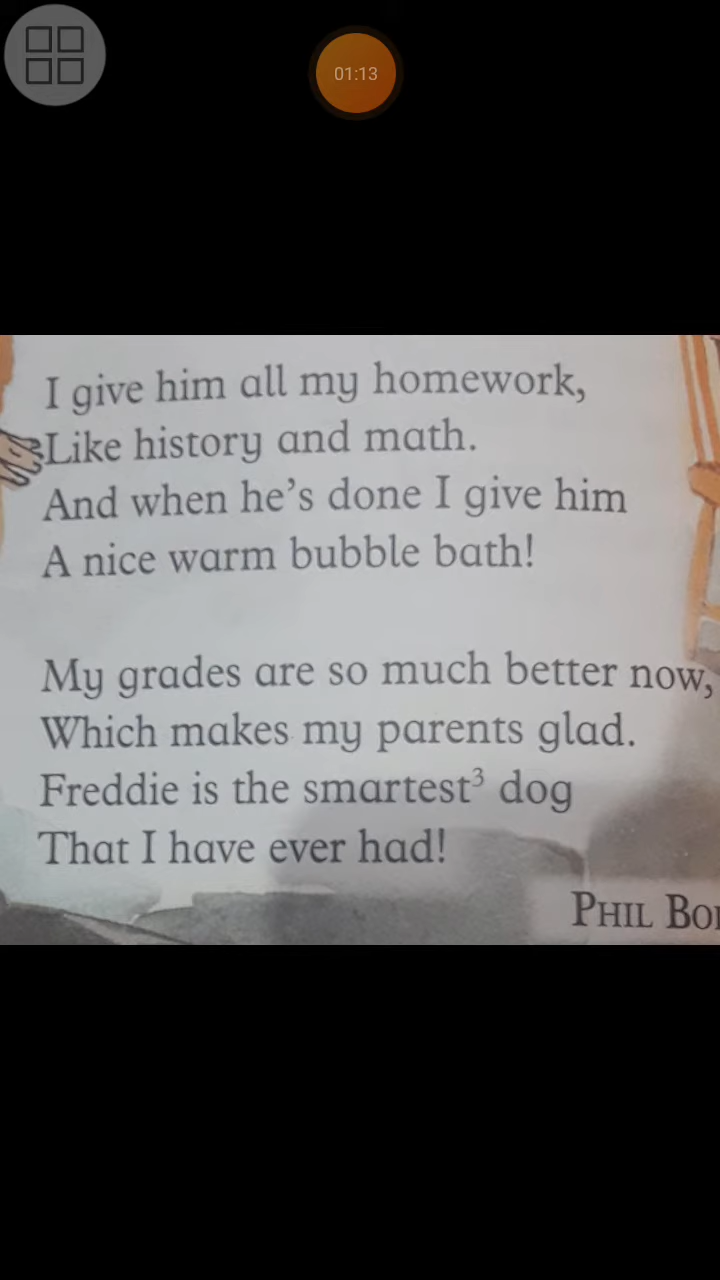 01:13
I give him all my homework,
Like history and math.
And when he's done I give him
A nice warm bubble bath!
My grades are so much better now,
Which makes my parents glad.
Freddie is the smartest³ dog
That I have ever had!
PHIL